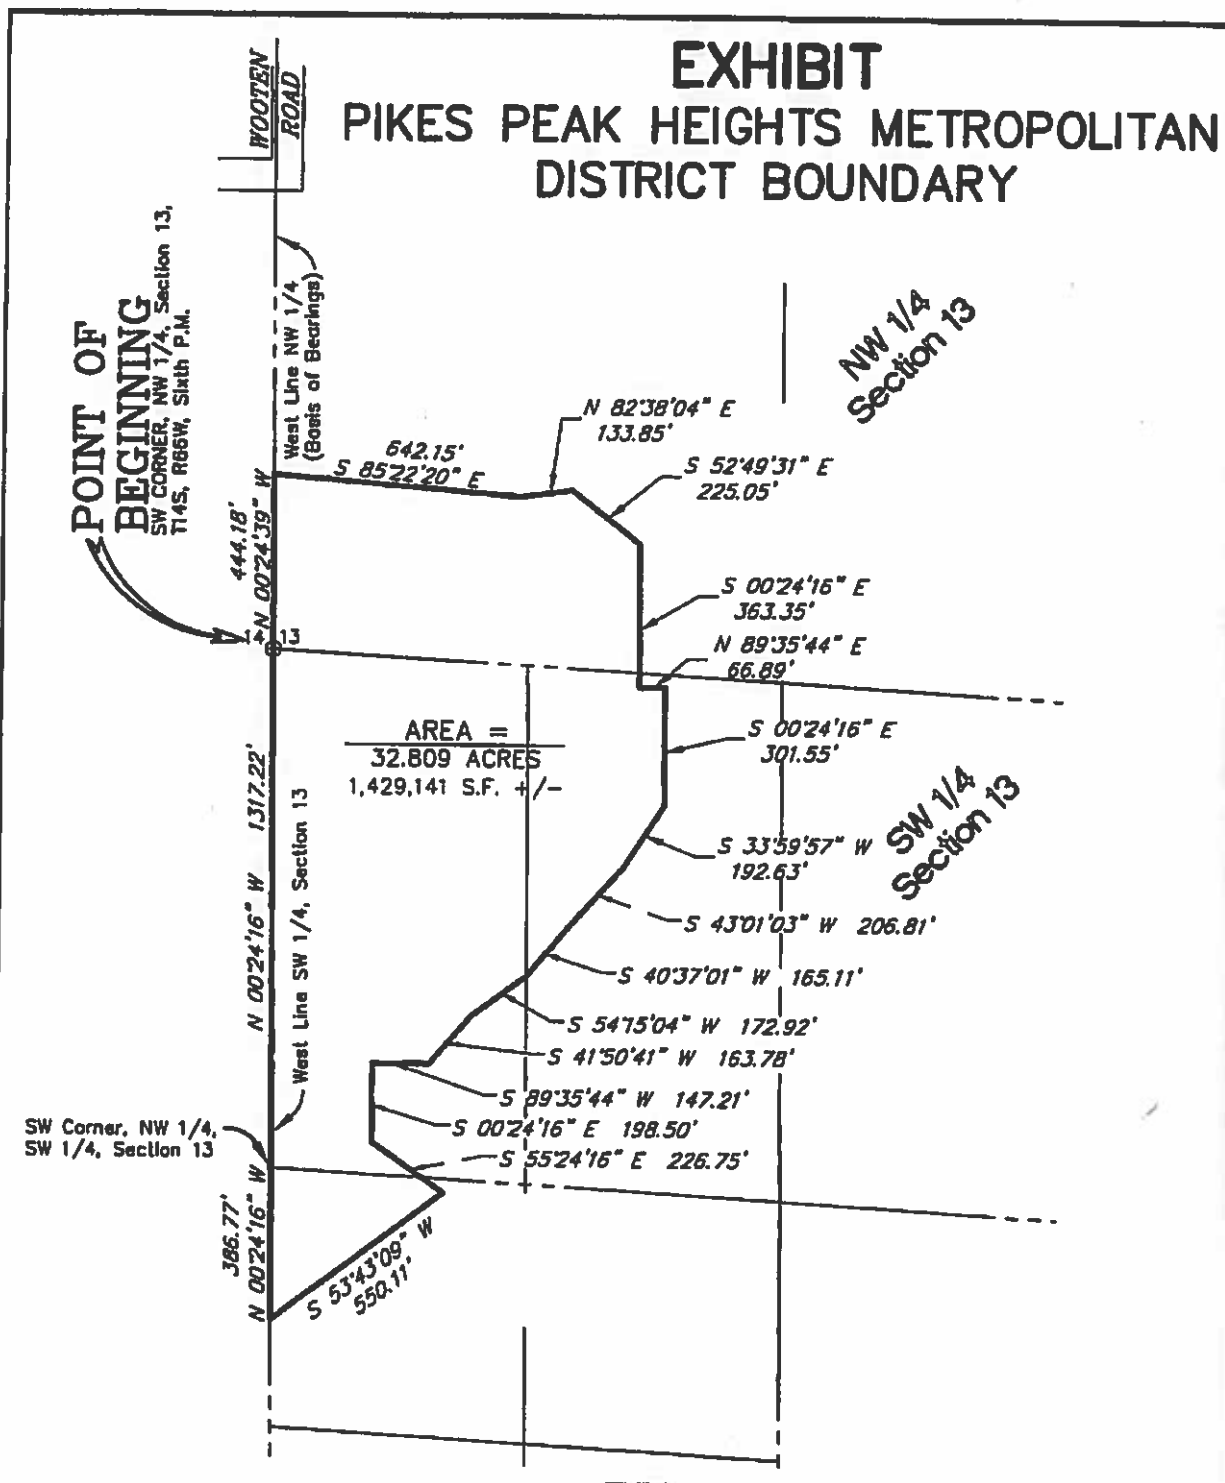 EXHIBIT
PIKES PEAK HEIGHTS METROPOLITAN
DISTRICT BOUNDARY
WOOTEN
ROAD
POINT OF
BEGINNING
SW CORNER, NW 1/4, Section 13,
T14S, R66W, Sixth P.M.
West Line NW 1/4
(Basis of Bearings)
NW 1/4
Section 13
N 82°38'04" E
133.85'
642.15'
S 85°22'20" E
S 52°49'31" E
225.05'
444.18'
N 00°24'39" W
S 00°24'16" E
363.35'
14 13
N 89°35'44" E
66.89'
AREA =
32.809 ACRES
1,429,141 S.F. +/-
S 00°24'16" E
301.55'
N 00°24'16" W 1317.22'
West Line SW 1/4, Section 13
SW 1/4
Section 13
S 33°59'57" W
192.63'
S 43°01'03" W 206.81'
S 40°37'01" W 165.11'
S 54°15'04" W 172.92'
S 41°50'41" W 163.78'
S 89°35'44" W 147.21'
S 00°24'16" E 198.50'
S 55°24'16" E 226.75'
SW Corner, NW 1/4,
SW 1/4, Section 13
386.77'
N 00°24'16" W
S 53°43'09" W
550.11'